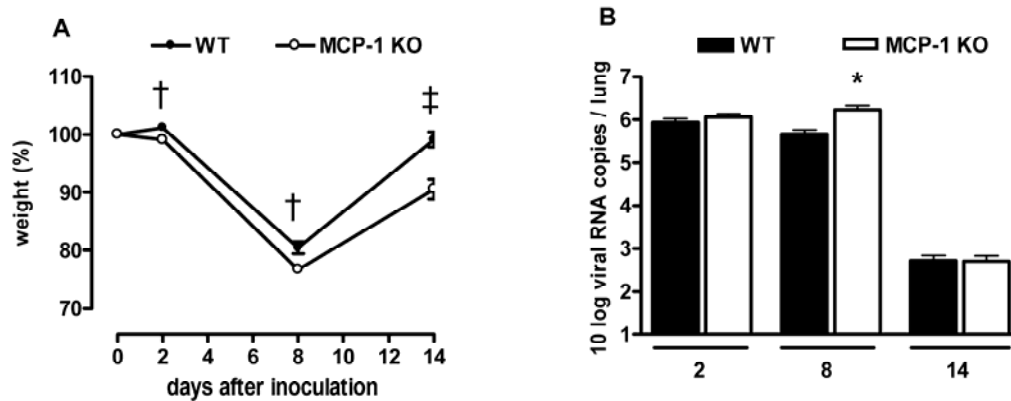 A
WT MCP-1 KO
110
100
90
80
70
weight (%)
†
†
‡
0 2 4 6 8 10 12 14
days after inoculation
B
WT MCP-1 KO
7
6
5
4
3
2
1
10 log viral RNA copies / lung
*
2 8 14